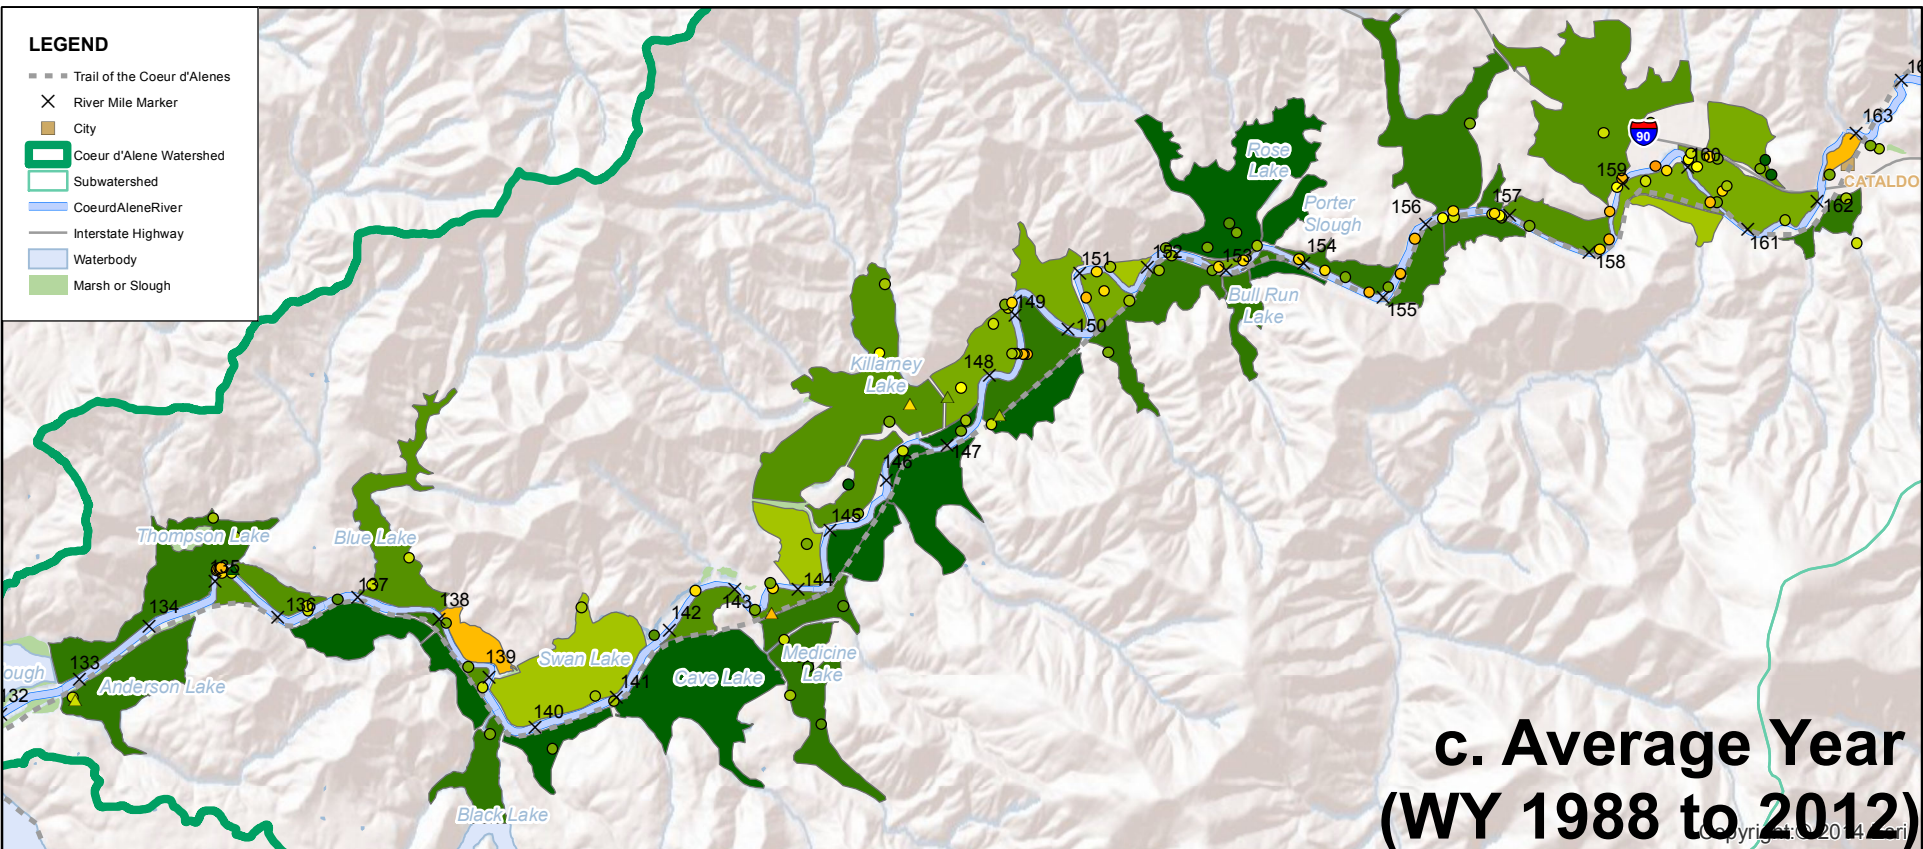 LEGEND
Trail of the Coeur d'Alenes
River Mile Marker
City
Coeur d'Alene Watershed
Subwatershed
CoeurdAleneRiver
Interstate Highway
Waterbody
Marsh or Slough
163
90
Rose
Lake
160
159
CATALDO
Porter
Slough
156
157
162
154
161
151
152
153
158
Bull Run
Lake
149
155
150
Killarney
Lake
148
147
146
145
Thompson Lake
Blue Lake
135
144
137
136
138
134
143
142
133
139
Swan Lake
Medicine
Lake
ough
Anderson Lake
Cave Lake
132
141
140
c. Average Year
Black Lake
(WY 1988 to 2012)
Copyright:© 2014 Esri